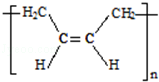 H₂C CH₂
C=C
H H
n